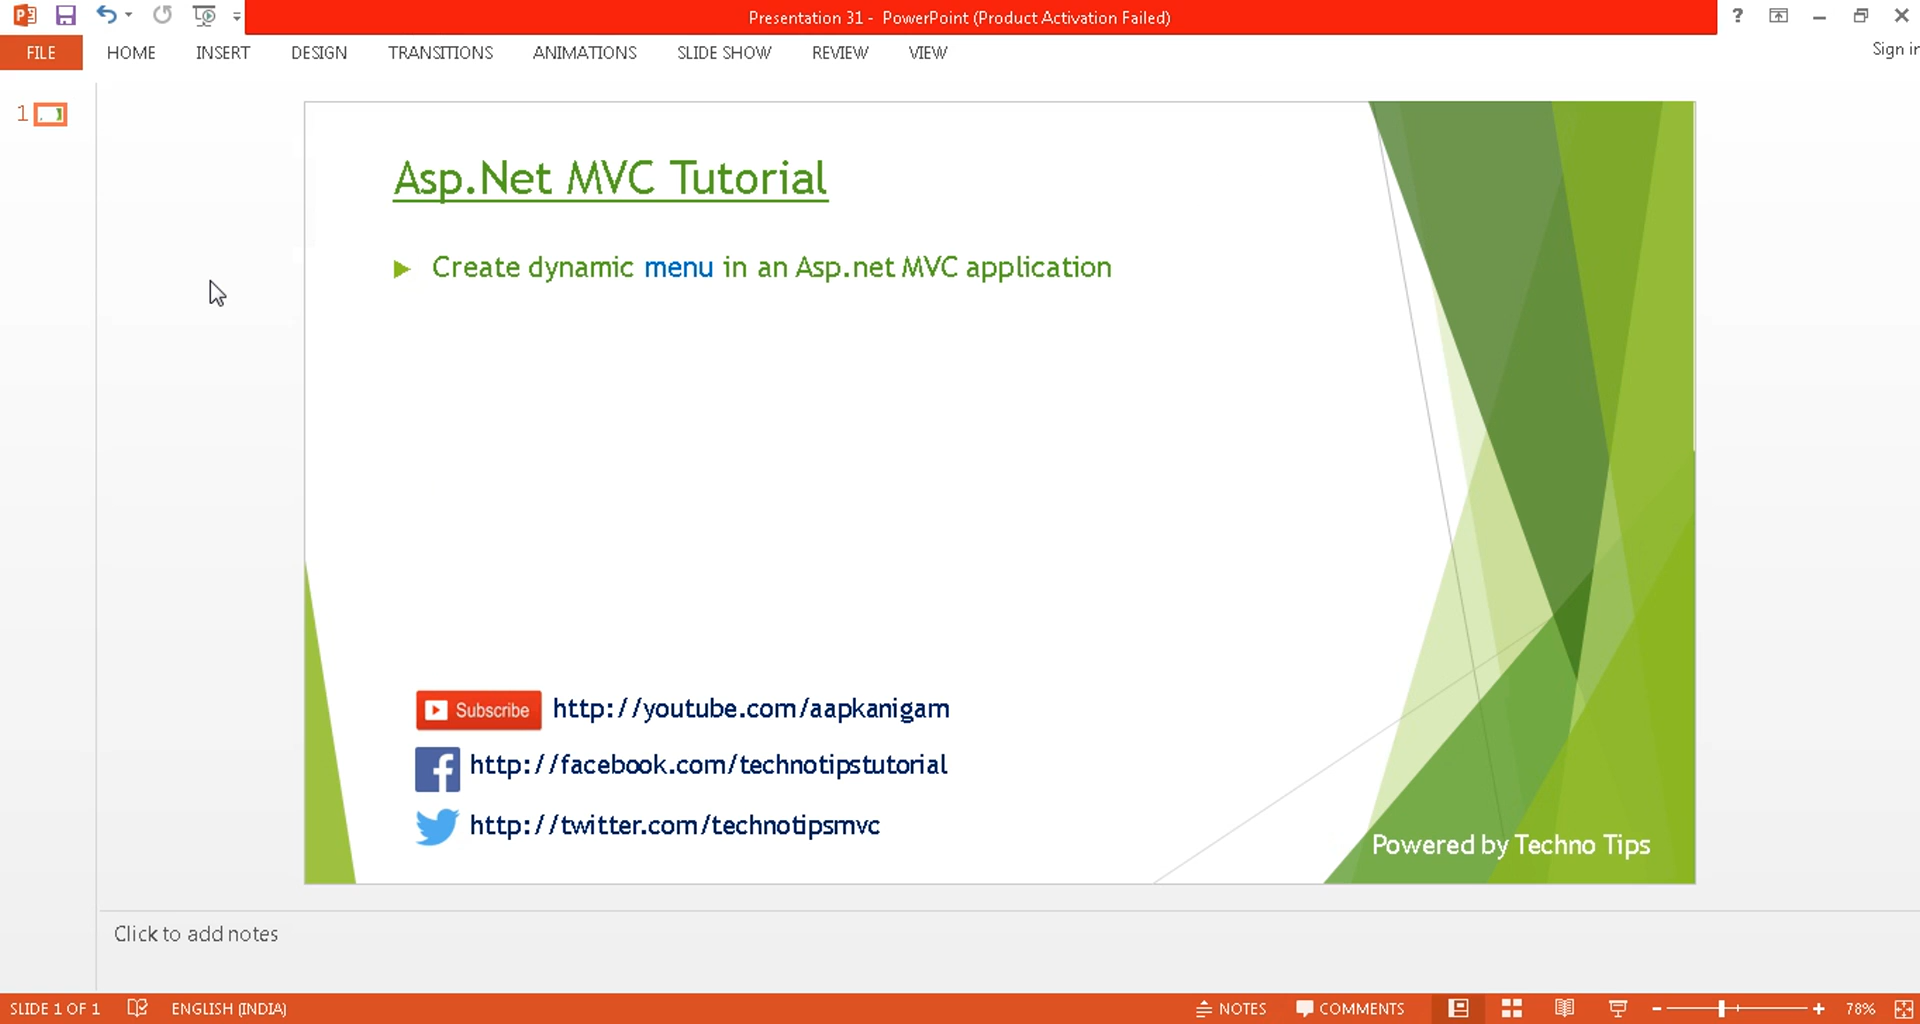 Presentation 31 - PowerPoint (Product Activation Failed)
?
FILE HOME INSERT DESIGN TRANSITIONS ANIMATIONS SLIDE SHOW REVIEW VIEW
Sign in
1
Asp.Net MVC Tutorial
Create dynamic menu in an Asp.net MVC application
Subscribe http://youtube.com/aapkanigam
http://facebook.com/technotipstutorial
http://twitter.com/technotipsmvc
Powered by Techno Tips
Click to add notes
SLIDE 1 OF 1 ENGLISH (INDIA) NOTES COMMENTS 78%